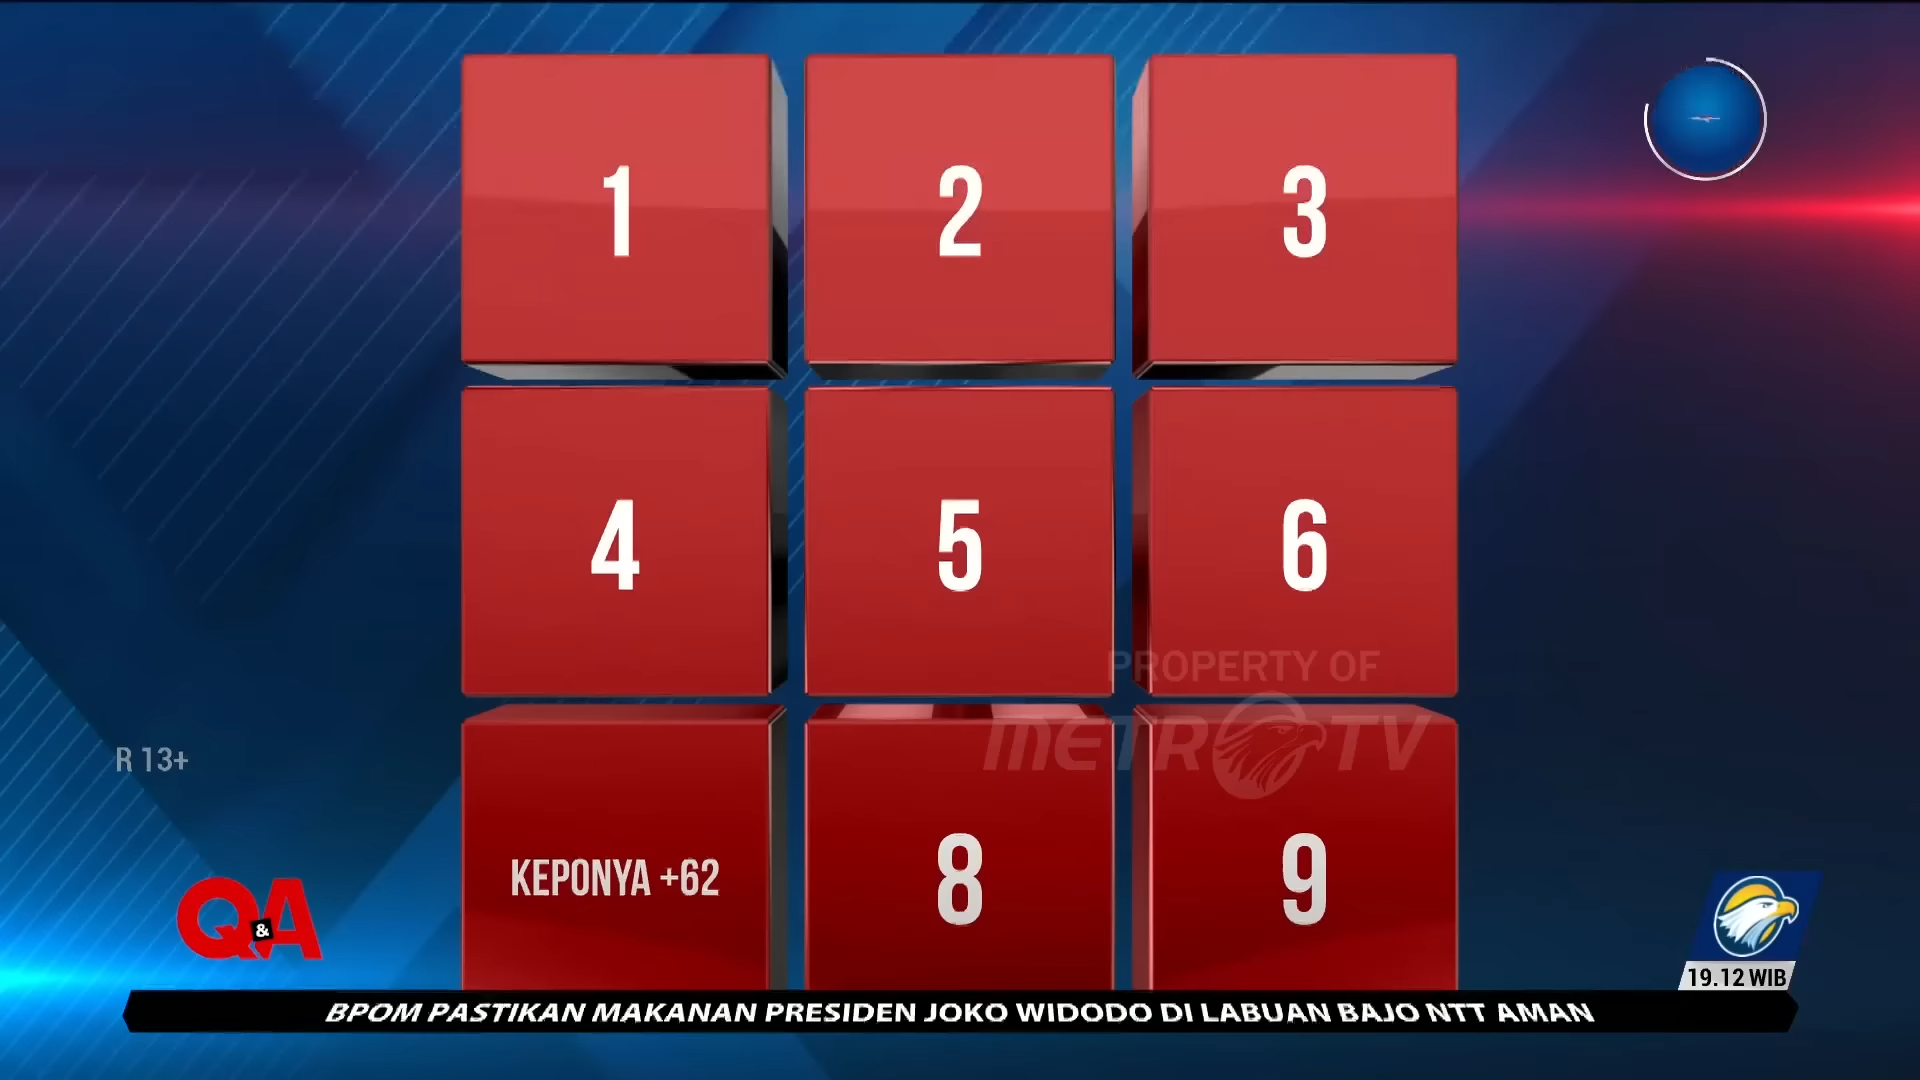 1
2
3
4
5
6
PROPERTY OF
METRO TV
R 13+
KEPONYA +62
8
9
Q&A
19.12 WIB
BPOM PASTIKAN MAKANAN PRESIDEN JOKO WIDODO DI LABUAN BAJO NTT AMAN